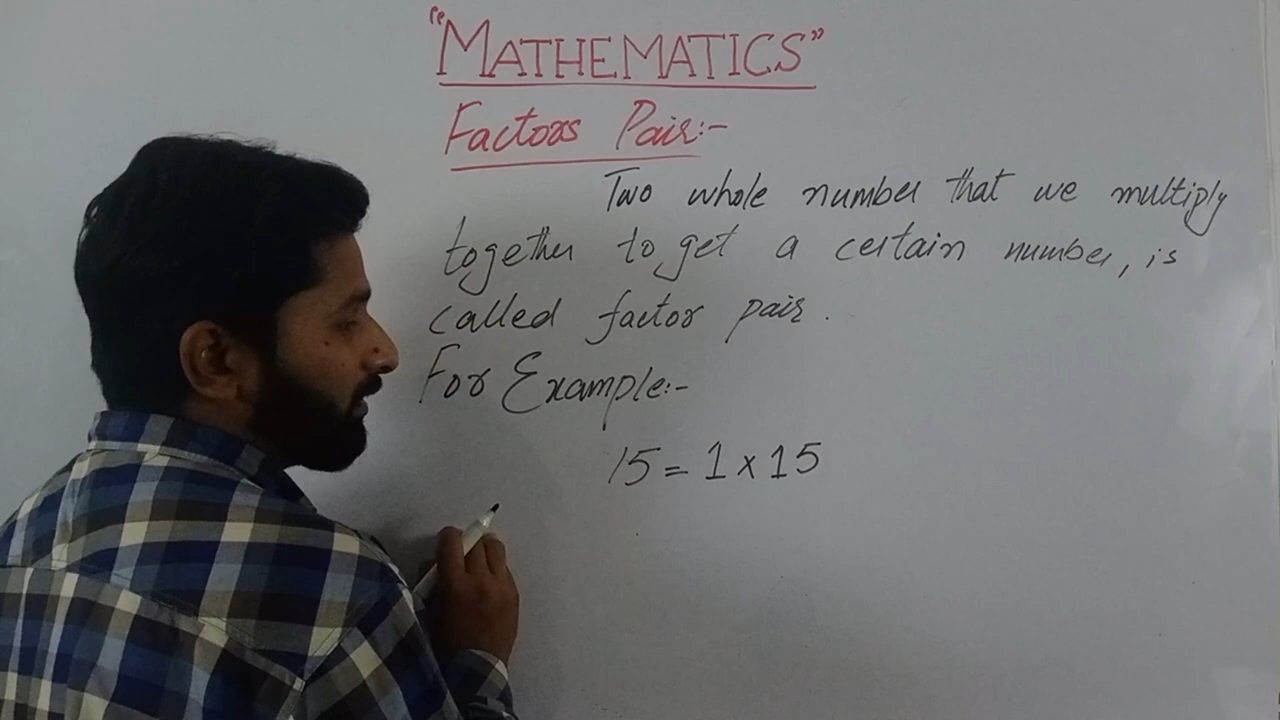 "MATHEMATICS"
Factors Pair:-
Two whole number that we multiply
together to get a certain number, is
called factor pair.
For Example:-
15 = 1 x 15